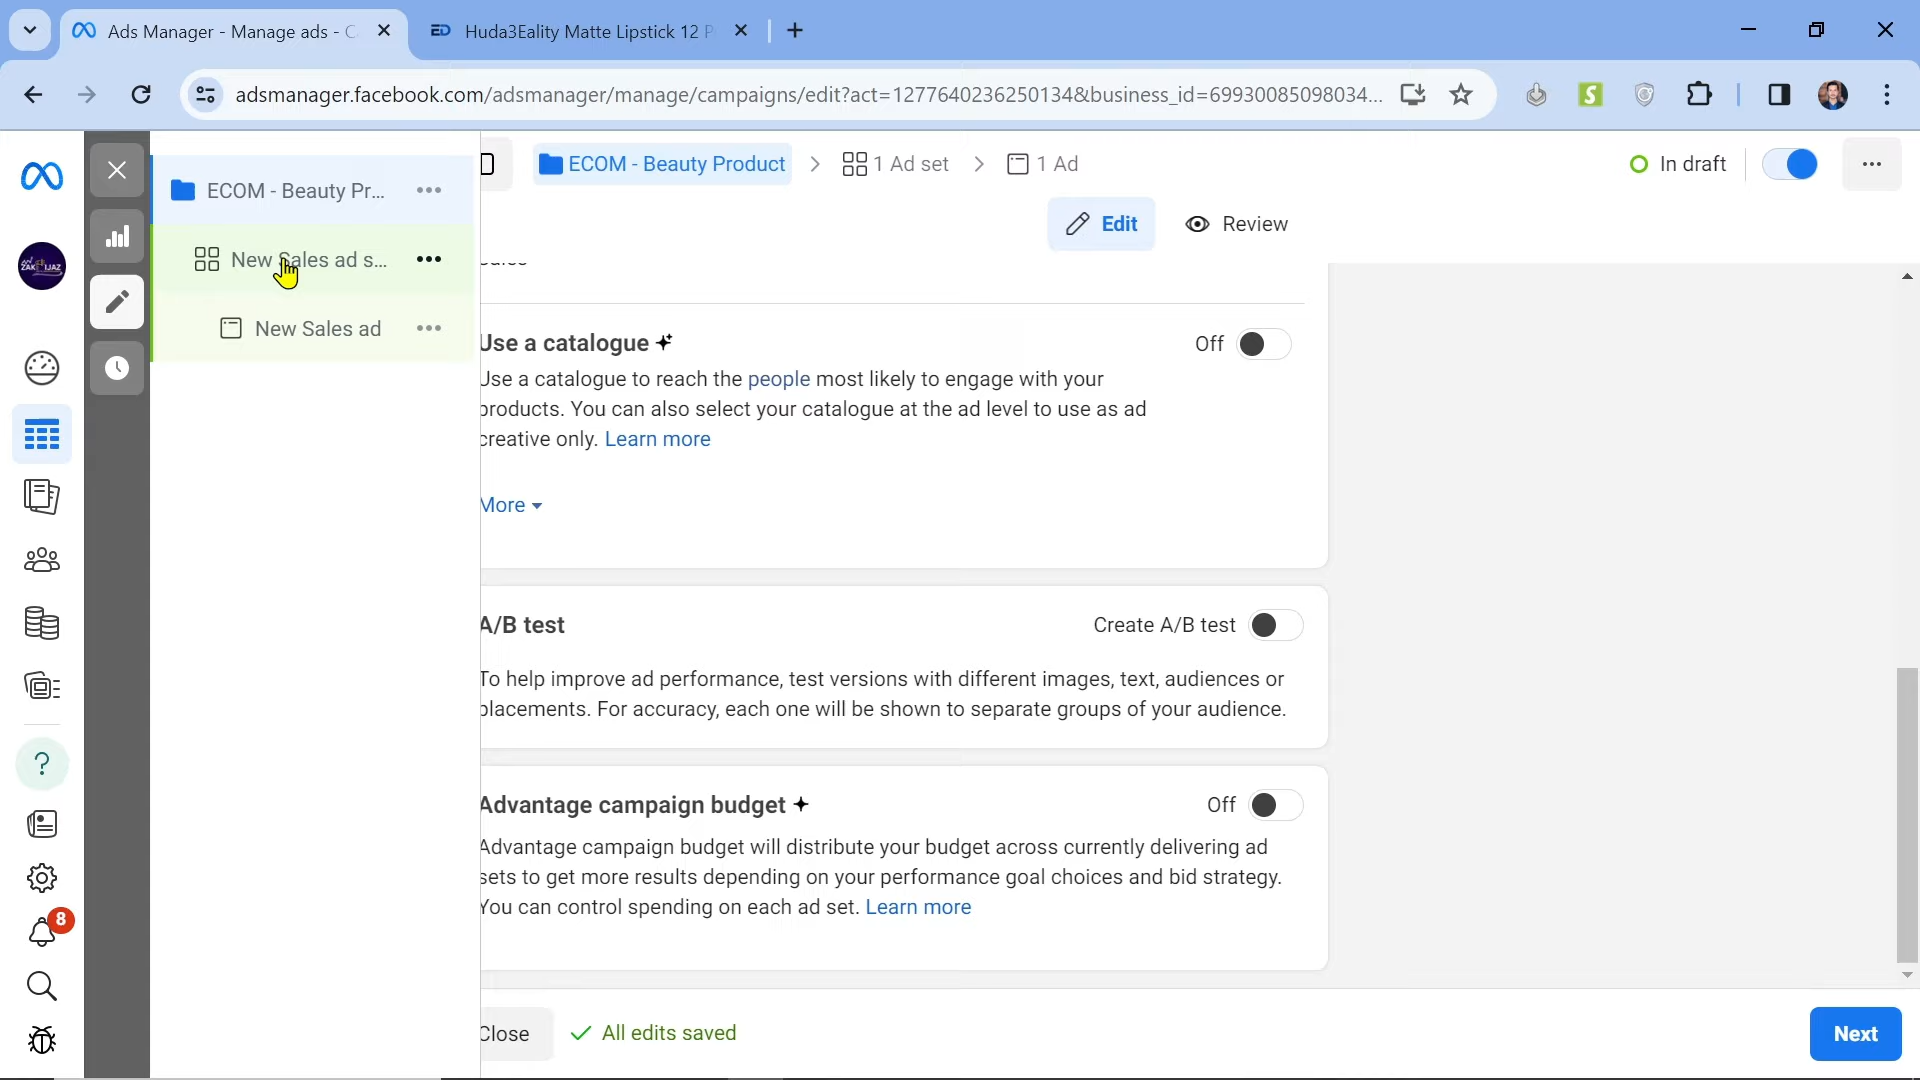 Ads Manager - Manage ads - C
Huda3Eality Matte Lipstick 12 P
adsmanager.facebook.com/adsmanager/manage/campaigns/edit?act=1277640236250134&business_id=69930085098034...
ECOM - Beauty Pr...
New Sales ad s...
New Sales ad
ECOM - Beauty Product
1 Ad set
1 Ad
In draft
Edit
Review
Use a catalogue
Off
Use a catalogue to reach the people most likely to engage with your
products. You can also select your catalogue at the ad level to use as ad
creative only. Learn more
More
A/B test
Create A/B test
To help improve ad performance, test versions with different images, text, audiences or
placements. For accuracy, each one will be shown to separate groups of your audience.
Advantage campaign budget
Off
Advantage campaign budget will distribute your budget across currently delivering ad
sets to get more results depending on your performance goal choices and bid strategy.
You can control spending on each ad set. Learn more
8
Close
All edits saved
Next